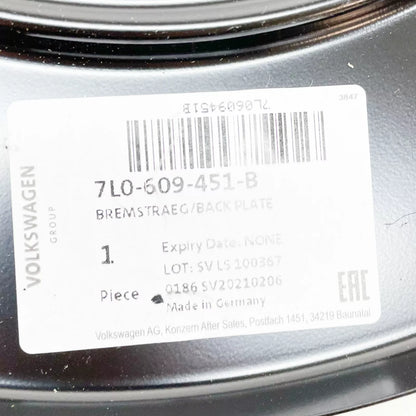 3847
7L0609451B
VOLKSWAGEN
GROUP
7L0-609-451-B
BREMSTRAEG/BACK PLATE
1
Piece
Expiry Date: NONE
LOT: SV LS 100367
0186 SV20210206
Made in Germany
EAC
Volkswagen AG, Konzern After Sales, Postfach 1451, 34219 Baunatal